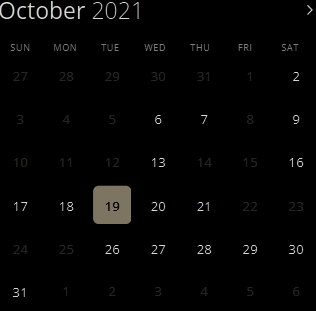 October 2021 >
SUN MON TUE WED THU FRI SAT
27 28 29 30 31 1 2
3 4 5 6 7 8 9
10 11 12 13 14 15 16
17 18 19 20 21 22 23
24 25 26 27 28 29 30
31 1 2 3 4 5 6